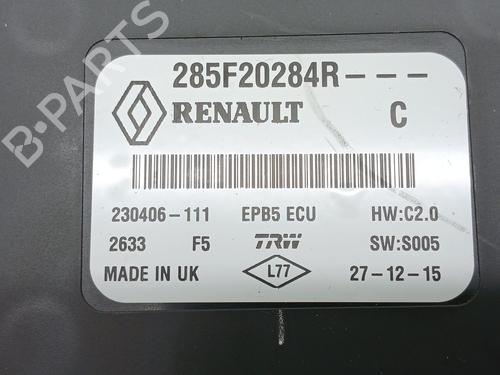 285F20284R---
RENAULT C
230406-111 EPB5 ECU HW:C2.0
2633 F5 TRW SW:S005
MADE IN UK L77 27-12-15
B-PARTS